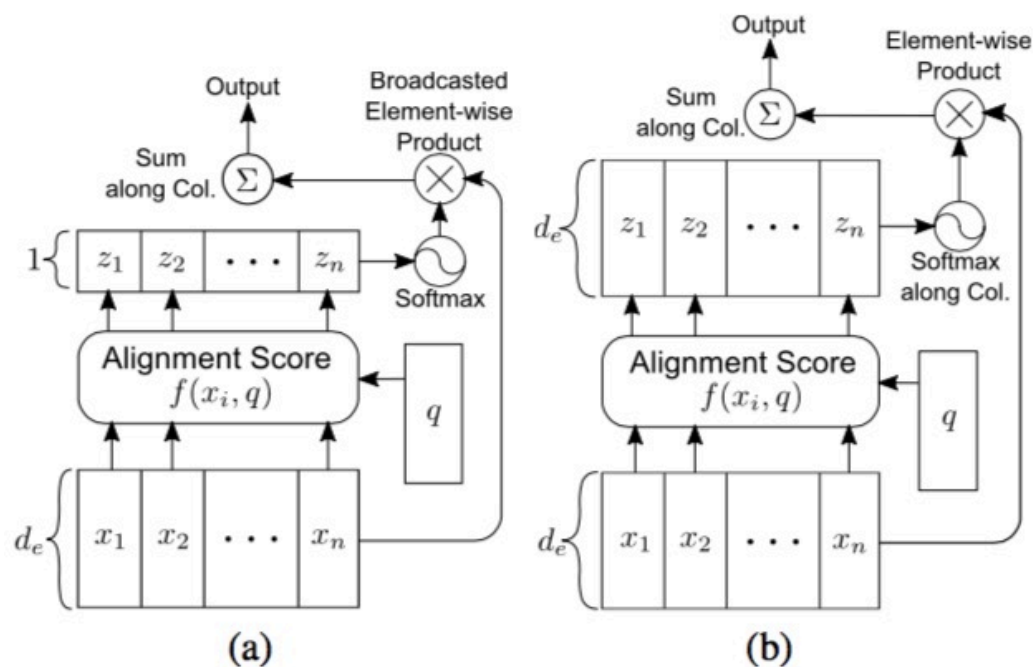 Output
Broadcasted
Element-wise
Product
Sum
along Col.
Σ
1
z₁ z₂ • • • zₙ
Softmax
Alignment Score
f(xᵢ, q)
q
dₑ
x₁ x₂ • • • xₙ
(a)
Output
Element-wise
Product
Sum
along Col.
Σ
dₑ
z₁ z₂ • • • zₙ
Softmax
along Col.
Alignment Score
f(xᵢ, q)
q
dₑ
x₁ x₂ • • • xₙ
(b)